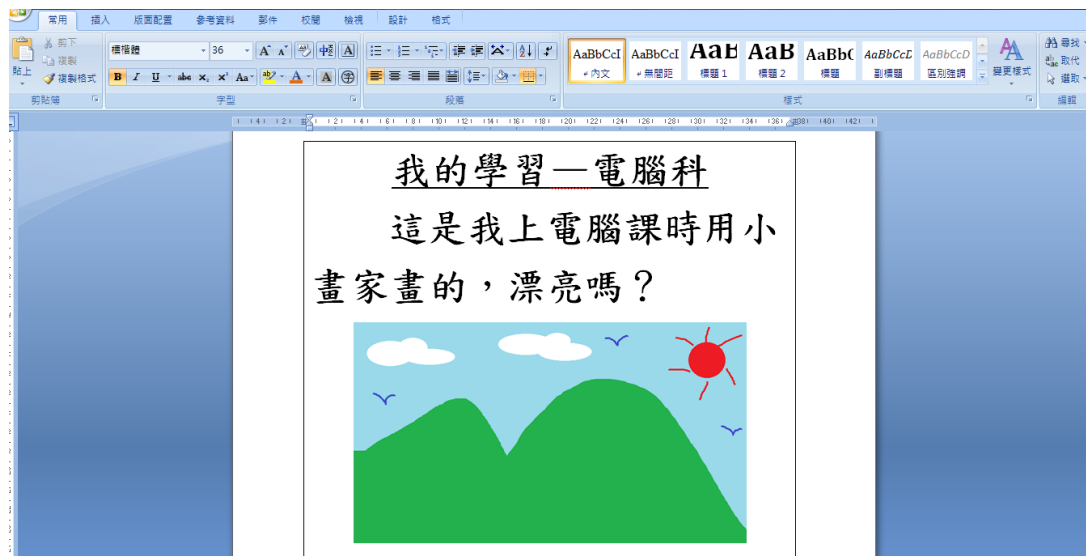 常用 插入 版面配置 參考資料 郵件 校閱 檢視 設計 格式
剪下
複製
貼上
複製格式
剪貼簿
標楷體 36
字型
段落
AaBbCcI AaBbCcI AaB AaBbC AaBbCcL AaBbCcD
內文 無間距 標題 1 標題 2 標題 副標題 區別強調
變更樣式
樣式
尋找
取代
選取
編輯
我的學習—電腦科
這是我上電腦課時用小
畫家畫的，漂亮嗎？